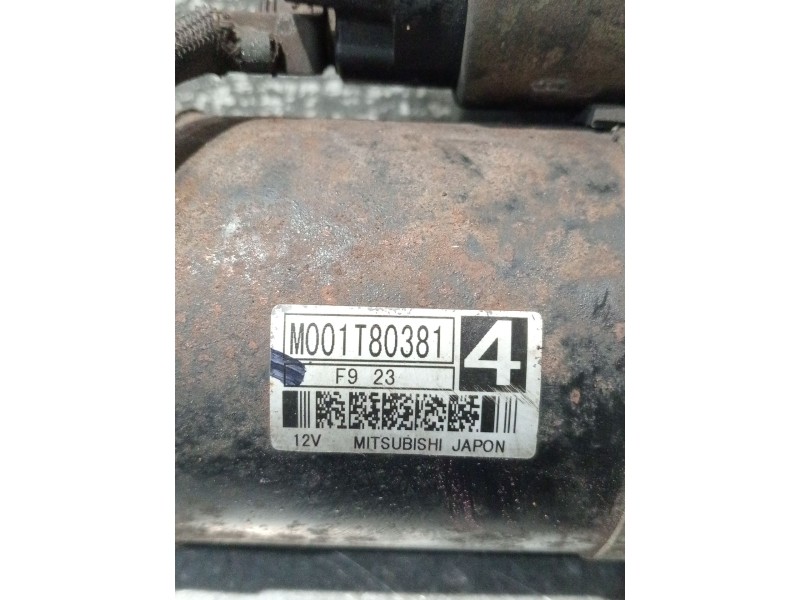 M001T80381
4
F9 23
12V MITSUBISHI JAPON